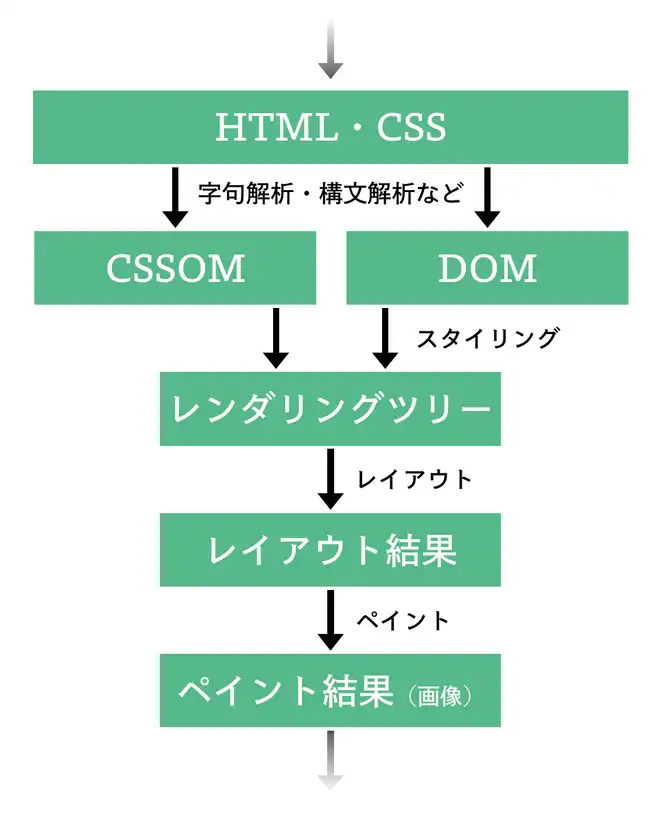 HTML・CSS
字句解析・構文解析など
CSSOM
DOM
スタイリング
レンダリングツリー
レイアウト
レイアウト結果
ペイント
ペイント結果（画像）